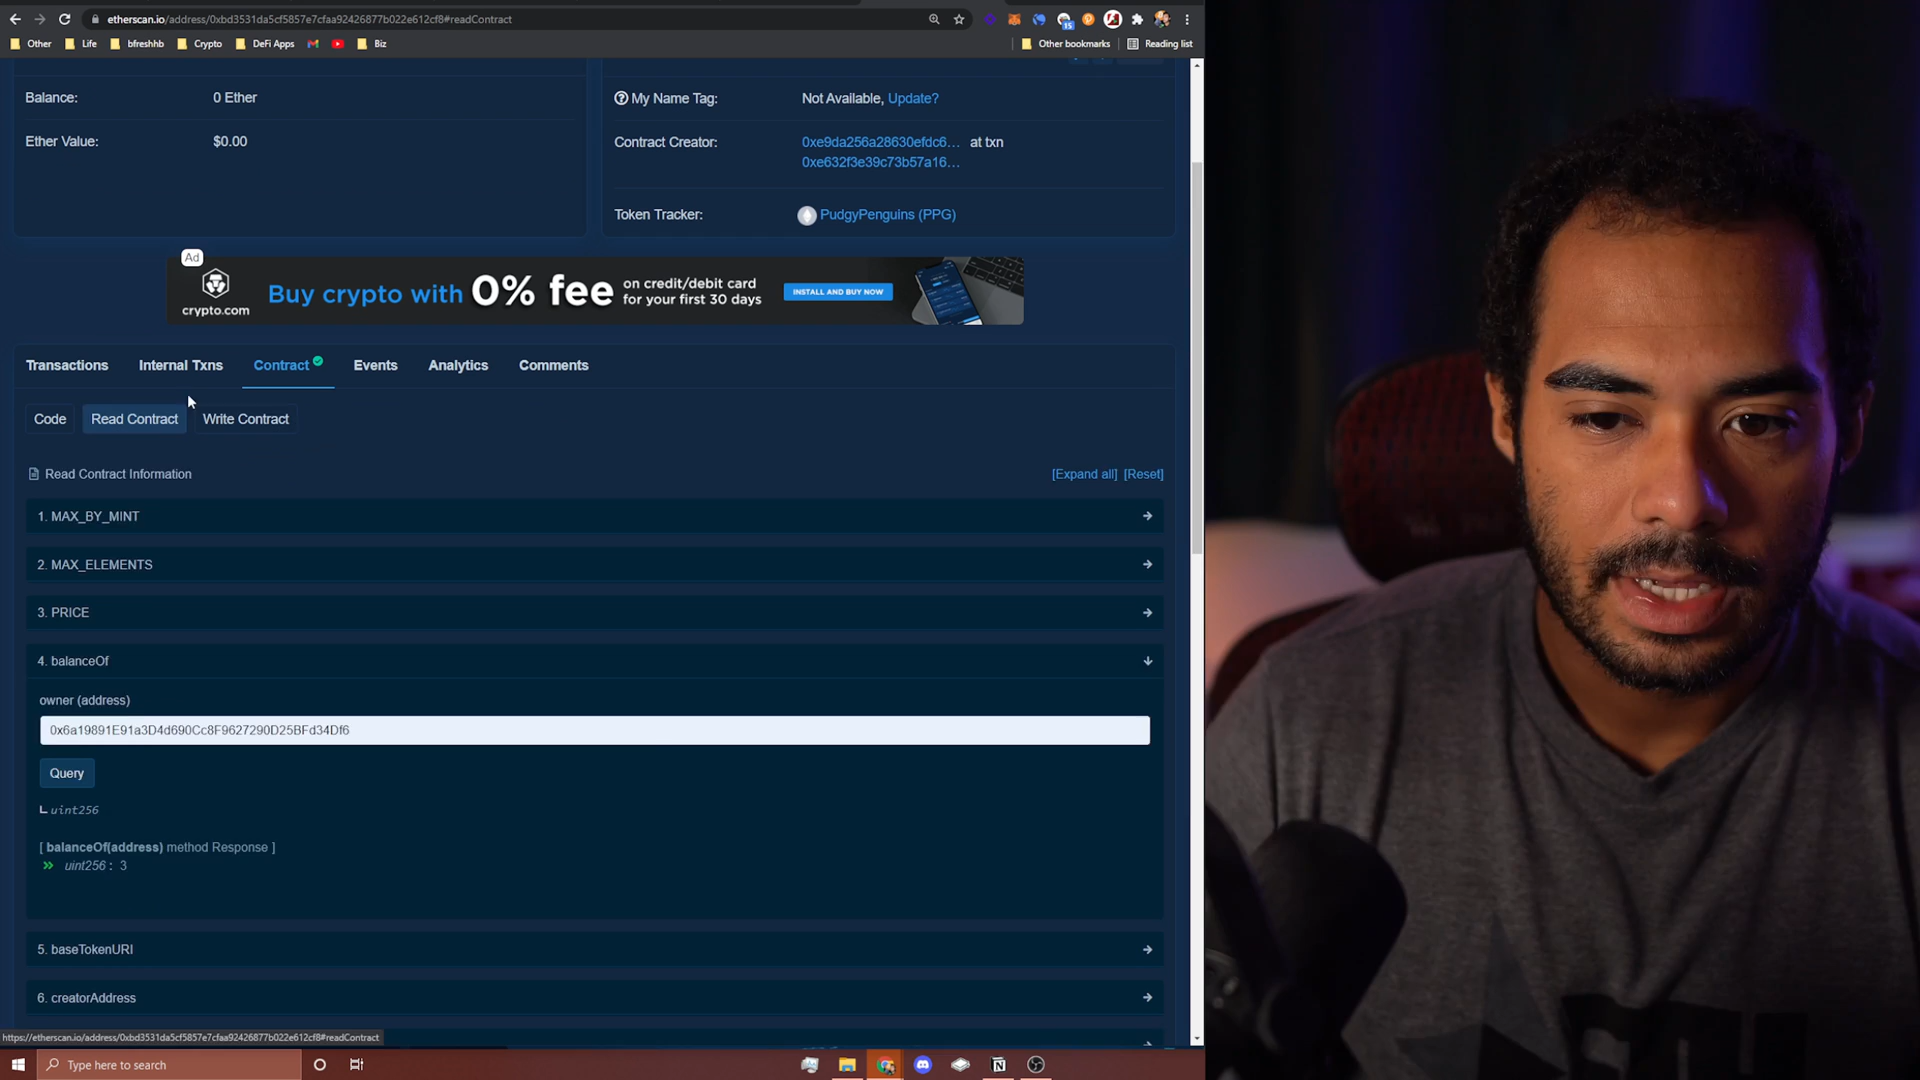 etherscan.io/address/0xbd3531da5cf5857e7cfaa92426877b022e612cf8#readContract
15
Other Life bfreshhb Crypto DeFi Apps Biz Other bookmarks Reading list
Balance: 0 Ether
Ether Value: $0.00
My Name Tag: Not Available, Update?
Contract Creator: 0xe9da256a28630efdc6... at txn
0xe632f3e39c73b57a16...
Token Tracker: PudgyPenguins (PPG)
Ad
crypto.com
Buy crypto with 0% fee
on credit/debit card
for your first 30 days
INSTALL AND BUY NOW
Transactions Internal Txns Contract Events Analytics Comments
Code Read Contract Write Contract
Read Contract Information [Expand all] [Reset]
1. MAX_BY_MINT
2. MAX_ELEMENTS
3. PRICE
4. balanceOf
owner (address)
0x6a19891E91a3D4d690Cc8F9627290D25BFd34Df6
Query
uint256
[ balanceOf(address) method Response ]
uint256 : 3
5. baseTokenURI
6. creatorAddress
https://etherscan.io/address/0xbd3531da5cf5857e7cfaa92426877b022e612cf8#readContract
Type here to search